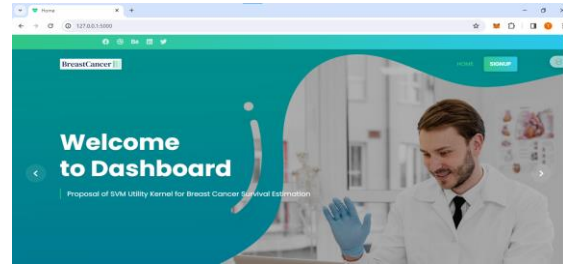 Home
127.0.0.1:5000
BreastCancer
HOME
SIGNUP
Welcome
to Dashboard
Proposal of SVM Utility Kernel for Breast Cancer Survival Estimation